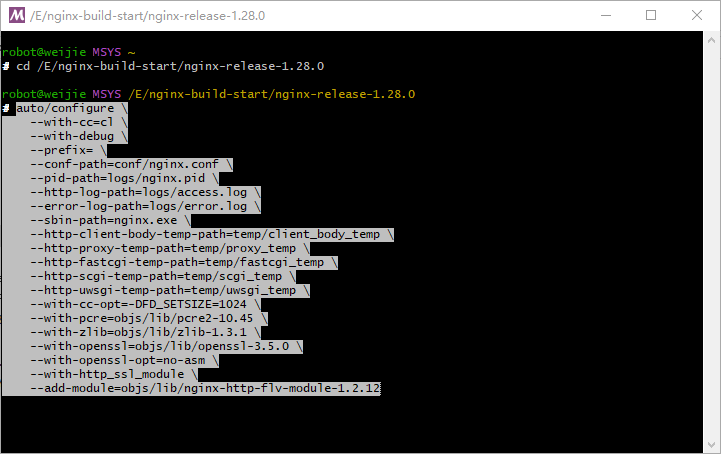 /E/nginx-build-start/nginx-release-1.28.0
robot@weijie MSYS ~
# cd /E/nginx-build-start/nginx-release-1.28.0
robot@weijie MSYS /E/nginx-build-start/nginx-release-1.28.0
# auto/configure \
--with-cc=cl \
--with-debug \
--prefix= \
--conf-path=conf/nginx.conf \
--pid-path=logs/nginx.pid \
--http-log-path=logs/access.log \
--error-log-path=logs/error.log \
--sbin-path=nginx.exe \
--http-client-body-temp-path=temp/client_body_temp \
--http-proxy-temp-path=temp/proxy_temp \
--http-fastcgi-temp-path=temp/fastcgi_temp \
--http-scgi-temp-path=temp/scgi_temp \
--http-uwsgi-temp-path=temp/uwsgi_temp \
--with-cc-opt=-DFD_SETSIZE=1024 \
--with-pcre=objs/lib/pcre2-10.45 \
--with-zlib=objs/lib/zlib-1.3.1 \
--with-openssl=objs/lib/openssl-3.5.0 \
--with-openssl-opt=no-asm \
--with-http_ssl_module \
--add-module=objs/lib/nginx-http-flv-module-1.2.12